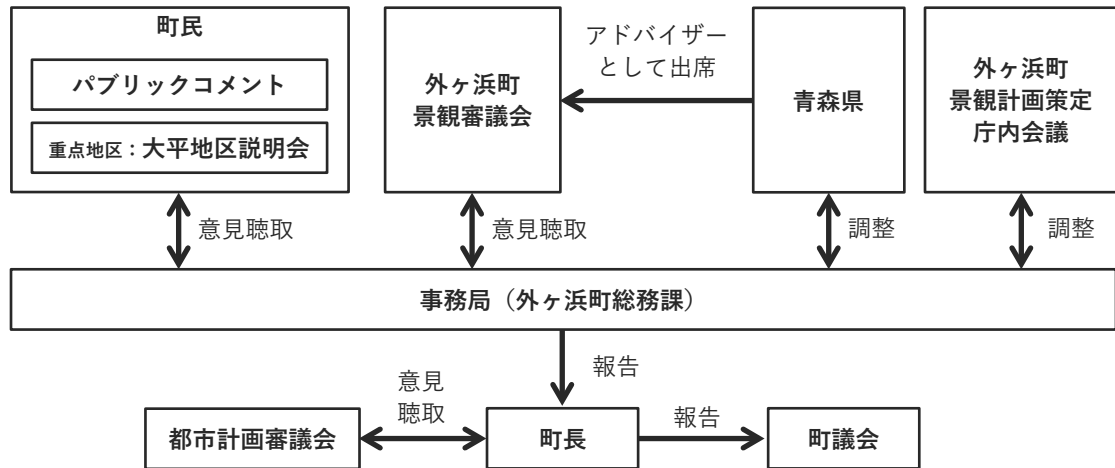 町民
パブリックコメント
重点地区：大平地区説明会
外ヶ浜町
景観審議会
アドバイザー
として出席
青森県
外ヶ浜町
景観計画策定
庁内会議
意見聴取
意見聴取
調整
調整
事務局（外ヶ浜町総務課）
報告
意見
聴取
報告
都市計画審議会
町長
町議会